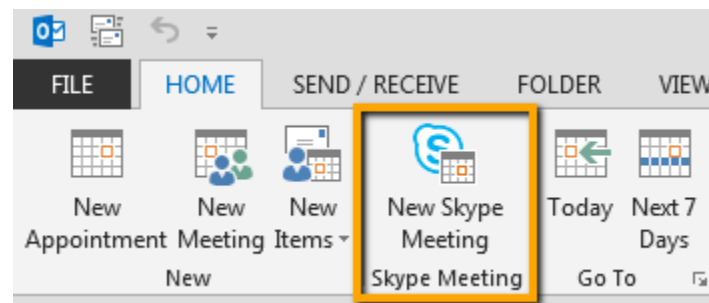 FILE HOME SEND / RECEIVE FOLDER VIEW
New Appointment
New Meeting
New Items
New Skype Meeting
Today
Next 7 Days
New Skype Meeting Go To